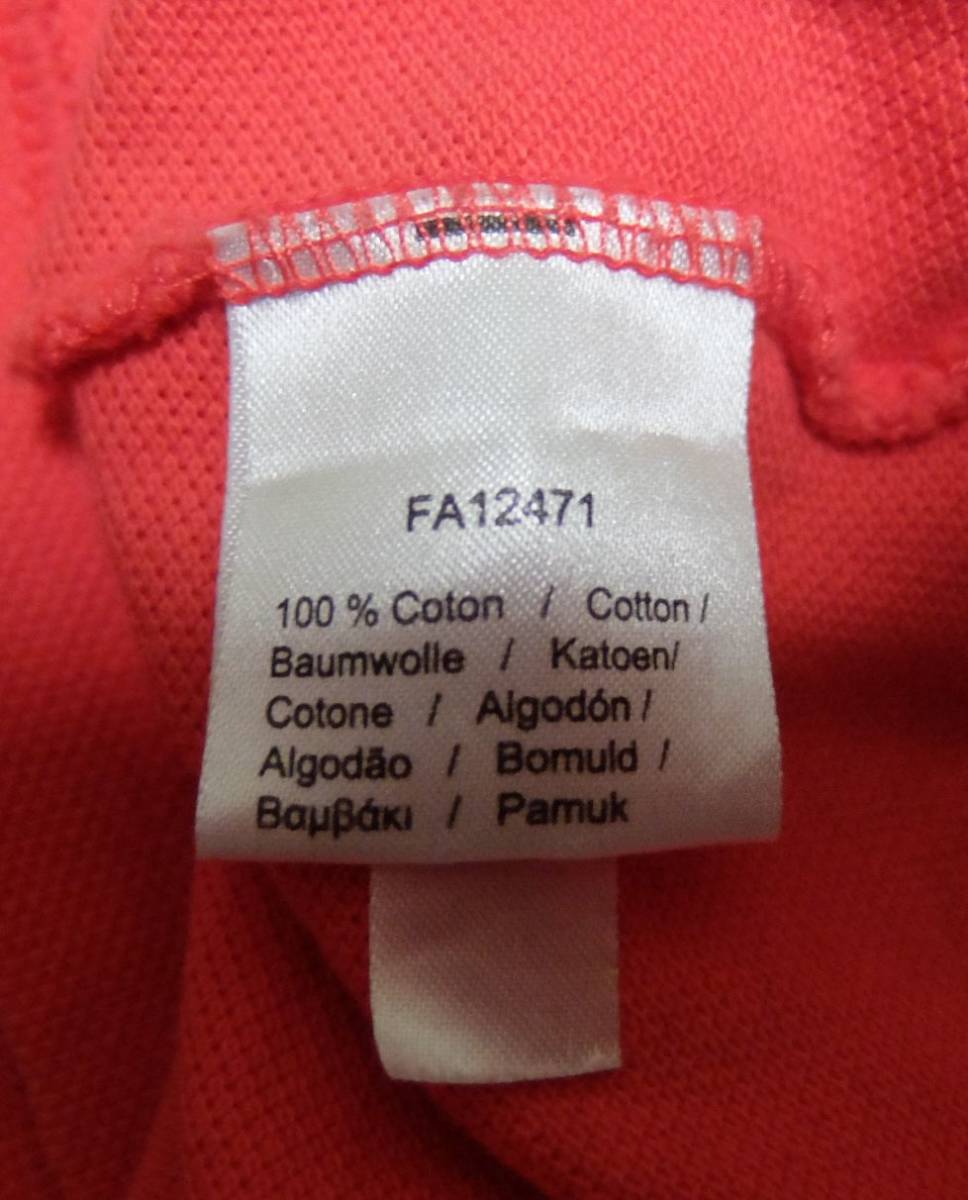 FA12471
100 % Coton / Cotton /
Baumwolle / Katoen/
Cotone / Algodón /
Algodão / Bomuld /
Βαμβάκι / Pamuk